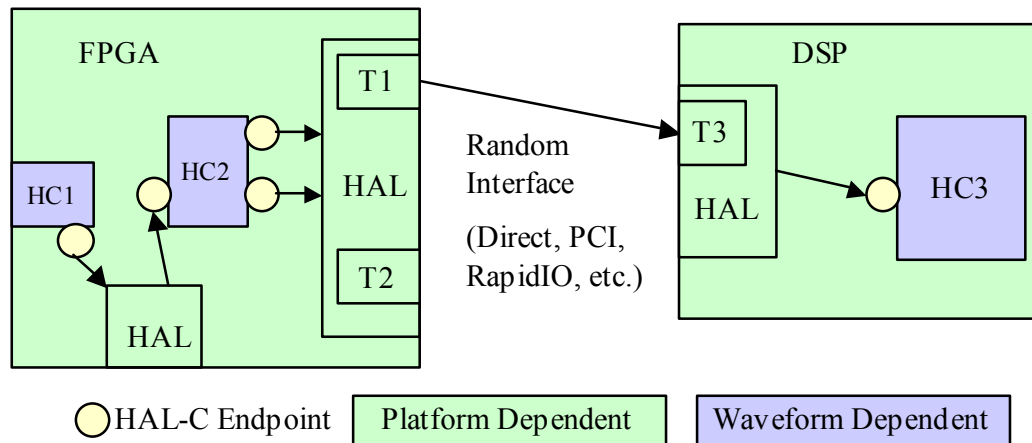 FPGA
T1
HC1
HC2
HAL
T2
HAL
Random
Interface
(Direct, PCI,
RapidIO, etc.)
DSP
T3
HAL
HC3
HAL-C Endpoint
Platform Dependent
Waveform Dependent